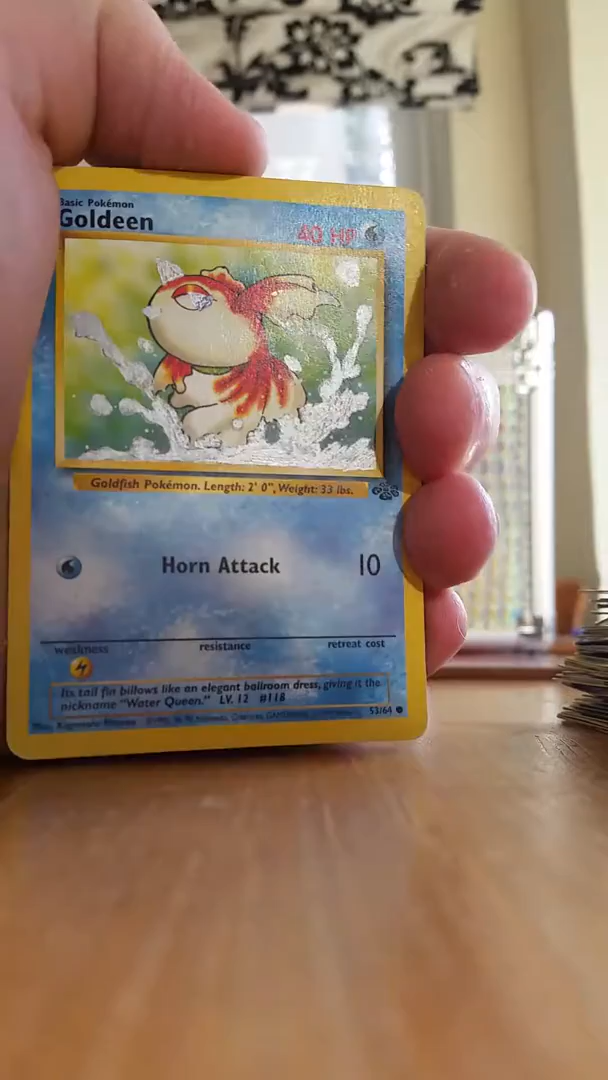 Basic Pokémon
Goldeen
40 HP
Goldfish Pokémon. Length: 2' 0", Weight: 33 lbs.
Horn Attack 10
weakness resistance retreat cost
Its tail fin billows like an elegant ballroom dress, giving it the
nickname "Water Queen." LV. 12 #118
53/64